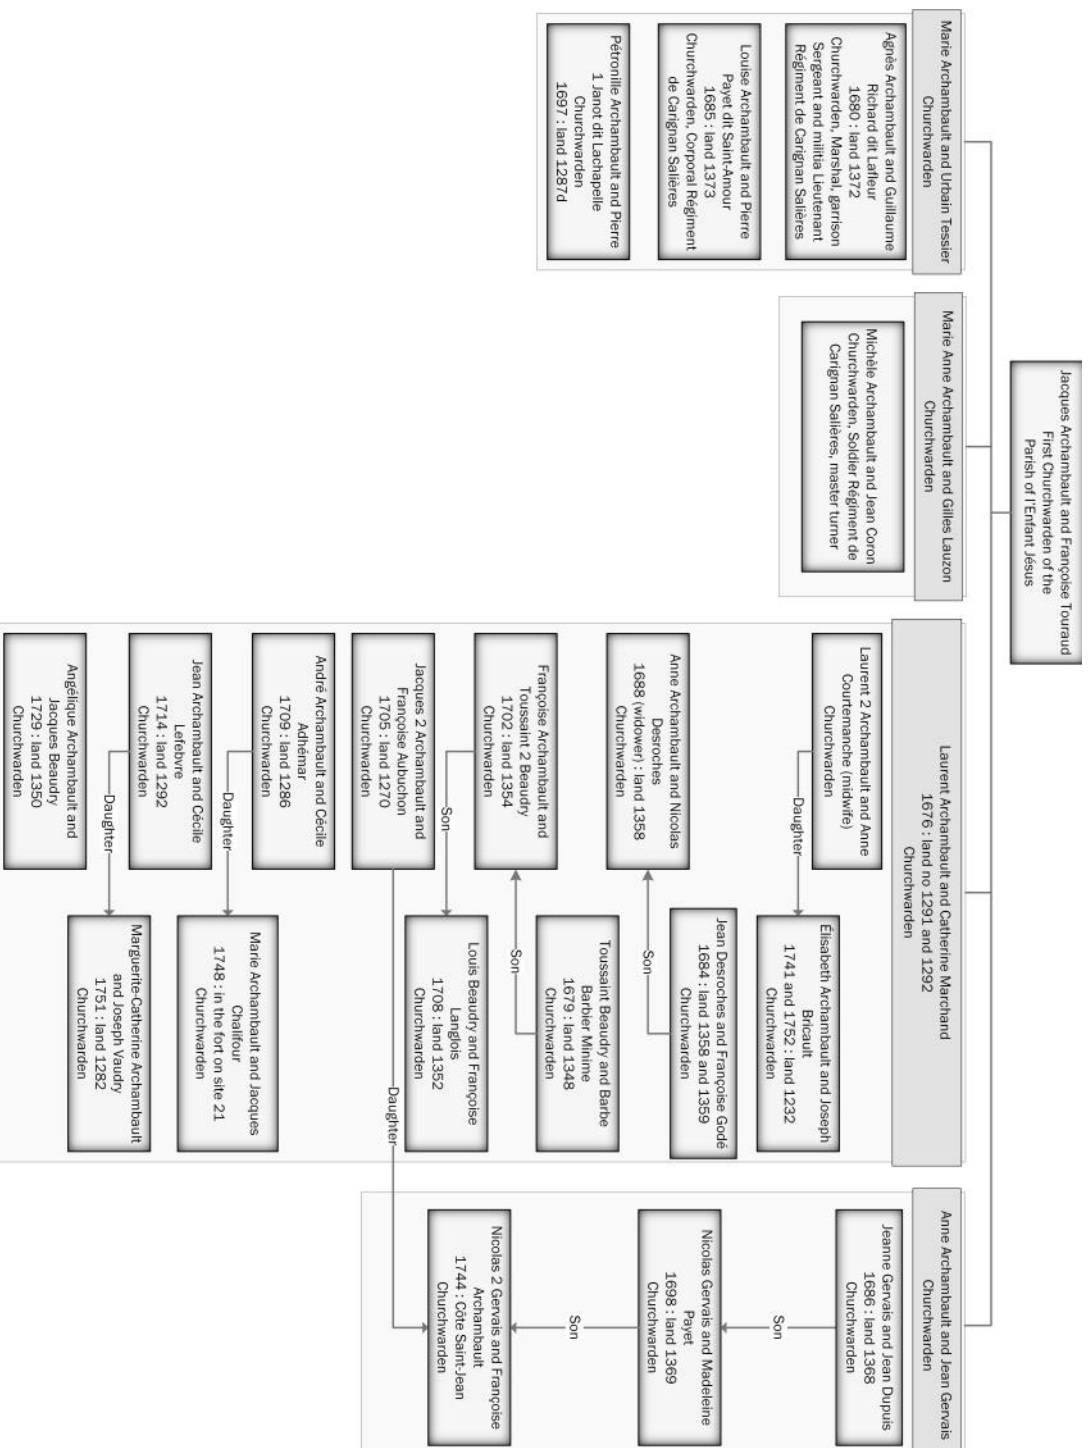 Jacques Archambault and Françoise Touraud
First Churchwarden of the
Parish of l'Enfant Jésus
Marie Archambault and Urbain Tessier
Churchwarden
Agnès Archambault and Guillaume
Richard dit Lafleur
1680 : land 1372
Churchwarden, Marshal, garrison
Sergeant and militia Lieutenant
Régiment de Carignan Salières
Louise Archambault and Pierre
Payet dit Saint-Amour
1685 : land 1373
Churchwarden, Corporal Régiment
de Carignan Salières
Pétronille Archambault and Pierre
1 Janot dit Lachapelle
Churchwarden
1697 : land 1287d
Marie Anne Archambault and Gilles Lauzon
Churchwarden
Michèle Archambault and Jean Coron
Churchwarden, Soldier Régiment de
Carignan Salières, master turner
Laurent Archambault and Catherine Marchand
1676 : land no 1291 and 1292
Churchwarden
Laurent 2 Archambault and Anne
Courtemanche (midwife)
Churchwarden
Daughter
Élisabeth Archambault and Joseph
Bricault
1741 and 1752 : land 1232
Churchwarden
Anne Archambault and Nicolas
Desroches
1688 (widower) : land 1358
Churchwarden
Son
Jean Desroches and Françoise Godé
1684 : land 1358 and 1359
Churchwarden
Françoise Archambault and
Toussaint 2 Beaudry
1702 : land 1354
Churchwarden
Son
Toussaint Beaudry and Barbe
Barbier Minime
1679 : land 1348
Churchwarden
Son
Louis Beaudry and Françoise
Langlois
1708 : land 1352
Churchwarden
Jacques 2 Archambault and
Françoise Aubuchon
1705 : land 1270
Churchwarden
Daughter
André Archambault and Cécile
Adhémar
1709 : land 1286
Churchwarden
Daughter
Marie Archambault and Jacques
Chalifour
1748 : in the fort on site 21
Churchwarden
Jean Archambault and Cécile
Lefebvre
1714 : land 1292
Churchwarden
Daughter
Marguerite-Catherine Archambault
and Joseph Vaudry
1751 : land 1282
Churchwarden
Angélique Archambault and
Jacques Beaudry
1729 : land 1350
Churchwarden
Anne Archambault and Jean Gervais
Churchwarden
Jeanne Gervais and Jean Dupuis
1686 : land 1368
Churchwarden
Son
Nicolas Gervais and Madeleine
Payet
1698 : land 1369
Churchwarden
Son
Nicolas 2 Gervais and Françoise
Archambault
1744 : Côte Saint-Jean
Churchwarden